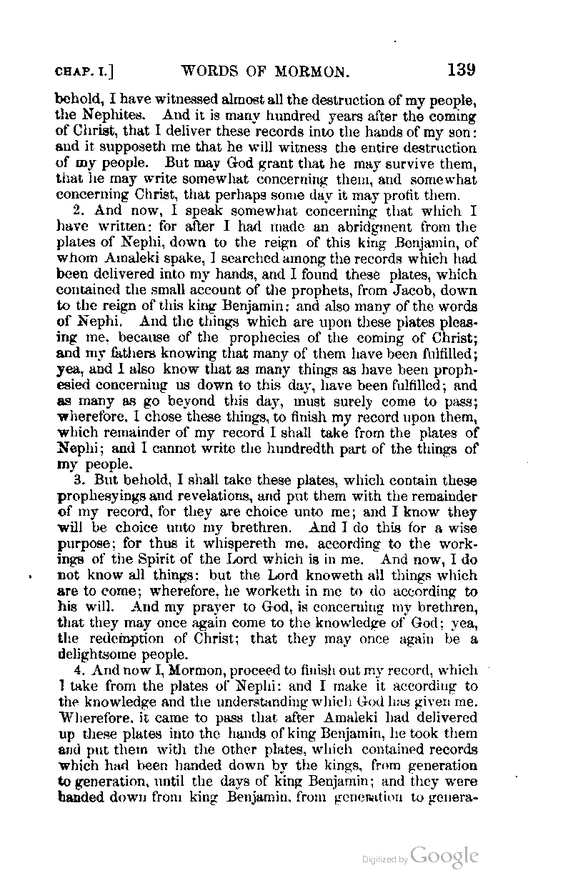 CHAP. I.] WORDS OF MORMON. 139
behold, I have witnessed almost all the destruction of my people,
the Nephites. And it is many hundred years after the coming
of Christ, that I deliver these records into the hands of my son:
and it supposeth me that he will witness the entire destruction
of my people. But may God grant that he may survive them,
that he may write somewhat concerning them, and somewhat
concerning Christ, that perhaps some day it may profit them.
2. And now, I speak somewhat concerning that which I
have written: for after I had made an abridgment from the
plates of Nephi, down to the reign of this king Benjamin, of
whom Amaleki spake, I searched among the records which had
been delivered into my hands, and I found these plates, which
contained the small account of the prophets, from Jacob, down
to the reign of this king Benjamin: and also many of the words
of Nephi. And the things which are upon these plates pleas-
ing me, because of the prophecies of the coming of Christ;
and my fathers knowing that many of them have been fulfilled;
yea, and I also know that as many things as have been proph-
esied concerning us down to this day, have been fulfilled; and
as many as go beyond this day, must surely come to pass;
wherefore, I chose these things, to finish my record upon them,
which remainder of my record I shall take from the plates of
Nephi; and I cannot write the hundredth part of the things of
my people.
3. But behold, I shall take these plates, which contain these
prophesyings and revelations, and put them with the remainder
of my record, for they are choice unto me; and I know they
will be choice unto my brethren. And I do this for a wise
purpose; for thus it whispereth me, according to the work-
ings of the Spirit of the Lord which is in me. And now, I do
not know all things: but the Lord knoweth all things which
are to come; wherefore, he worketh in me to do according to
his will. And my prayer to God, is concerning my brethren,
that they may once again come to the knowledge of God; yea,
the redemption of Christ; that they may once again be a
delightsome people.
4. And now I, Mormon, proceed to finish out my record, which
I take from the plates of Nephi: and I make it according to
the knowledge and the understanding which God has given me.
Wherefore, it came to pass that after Amaleki had delivered
up these plates into the hands of king Benjamin, he took them
and put them with the other plates, which contained records
which had been handed down by the kings, from generation
to generation, until the days of king Benjamin; and they were
handed down from king Benjamin, from generation to genera-
Digitized by Google